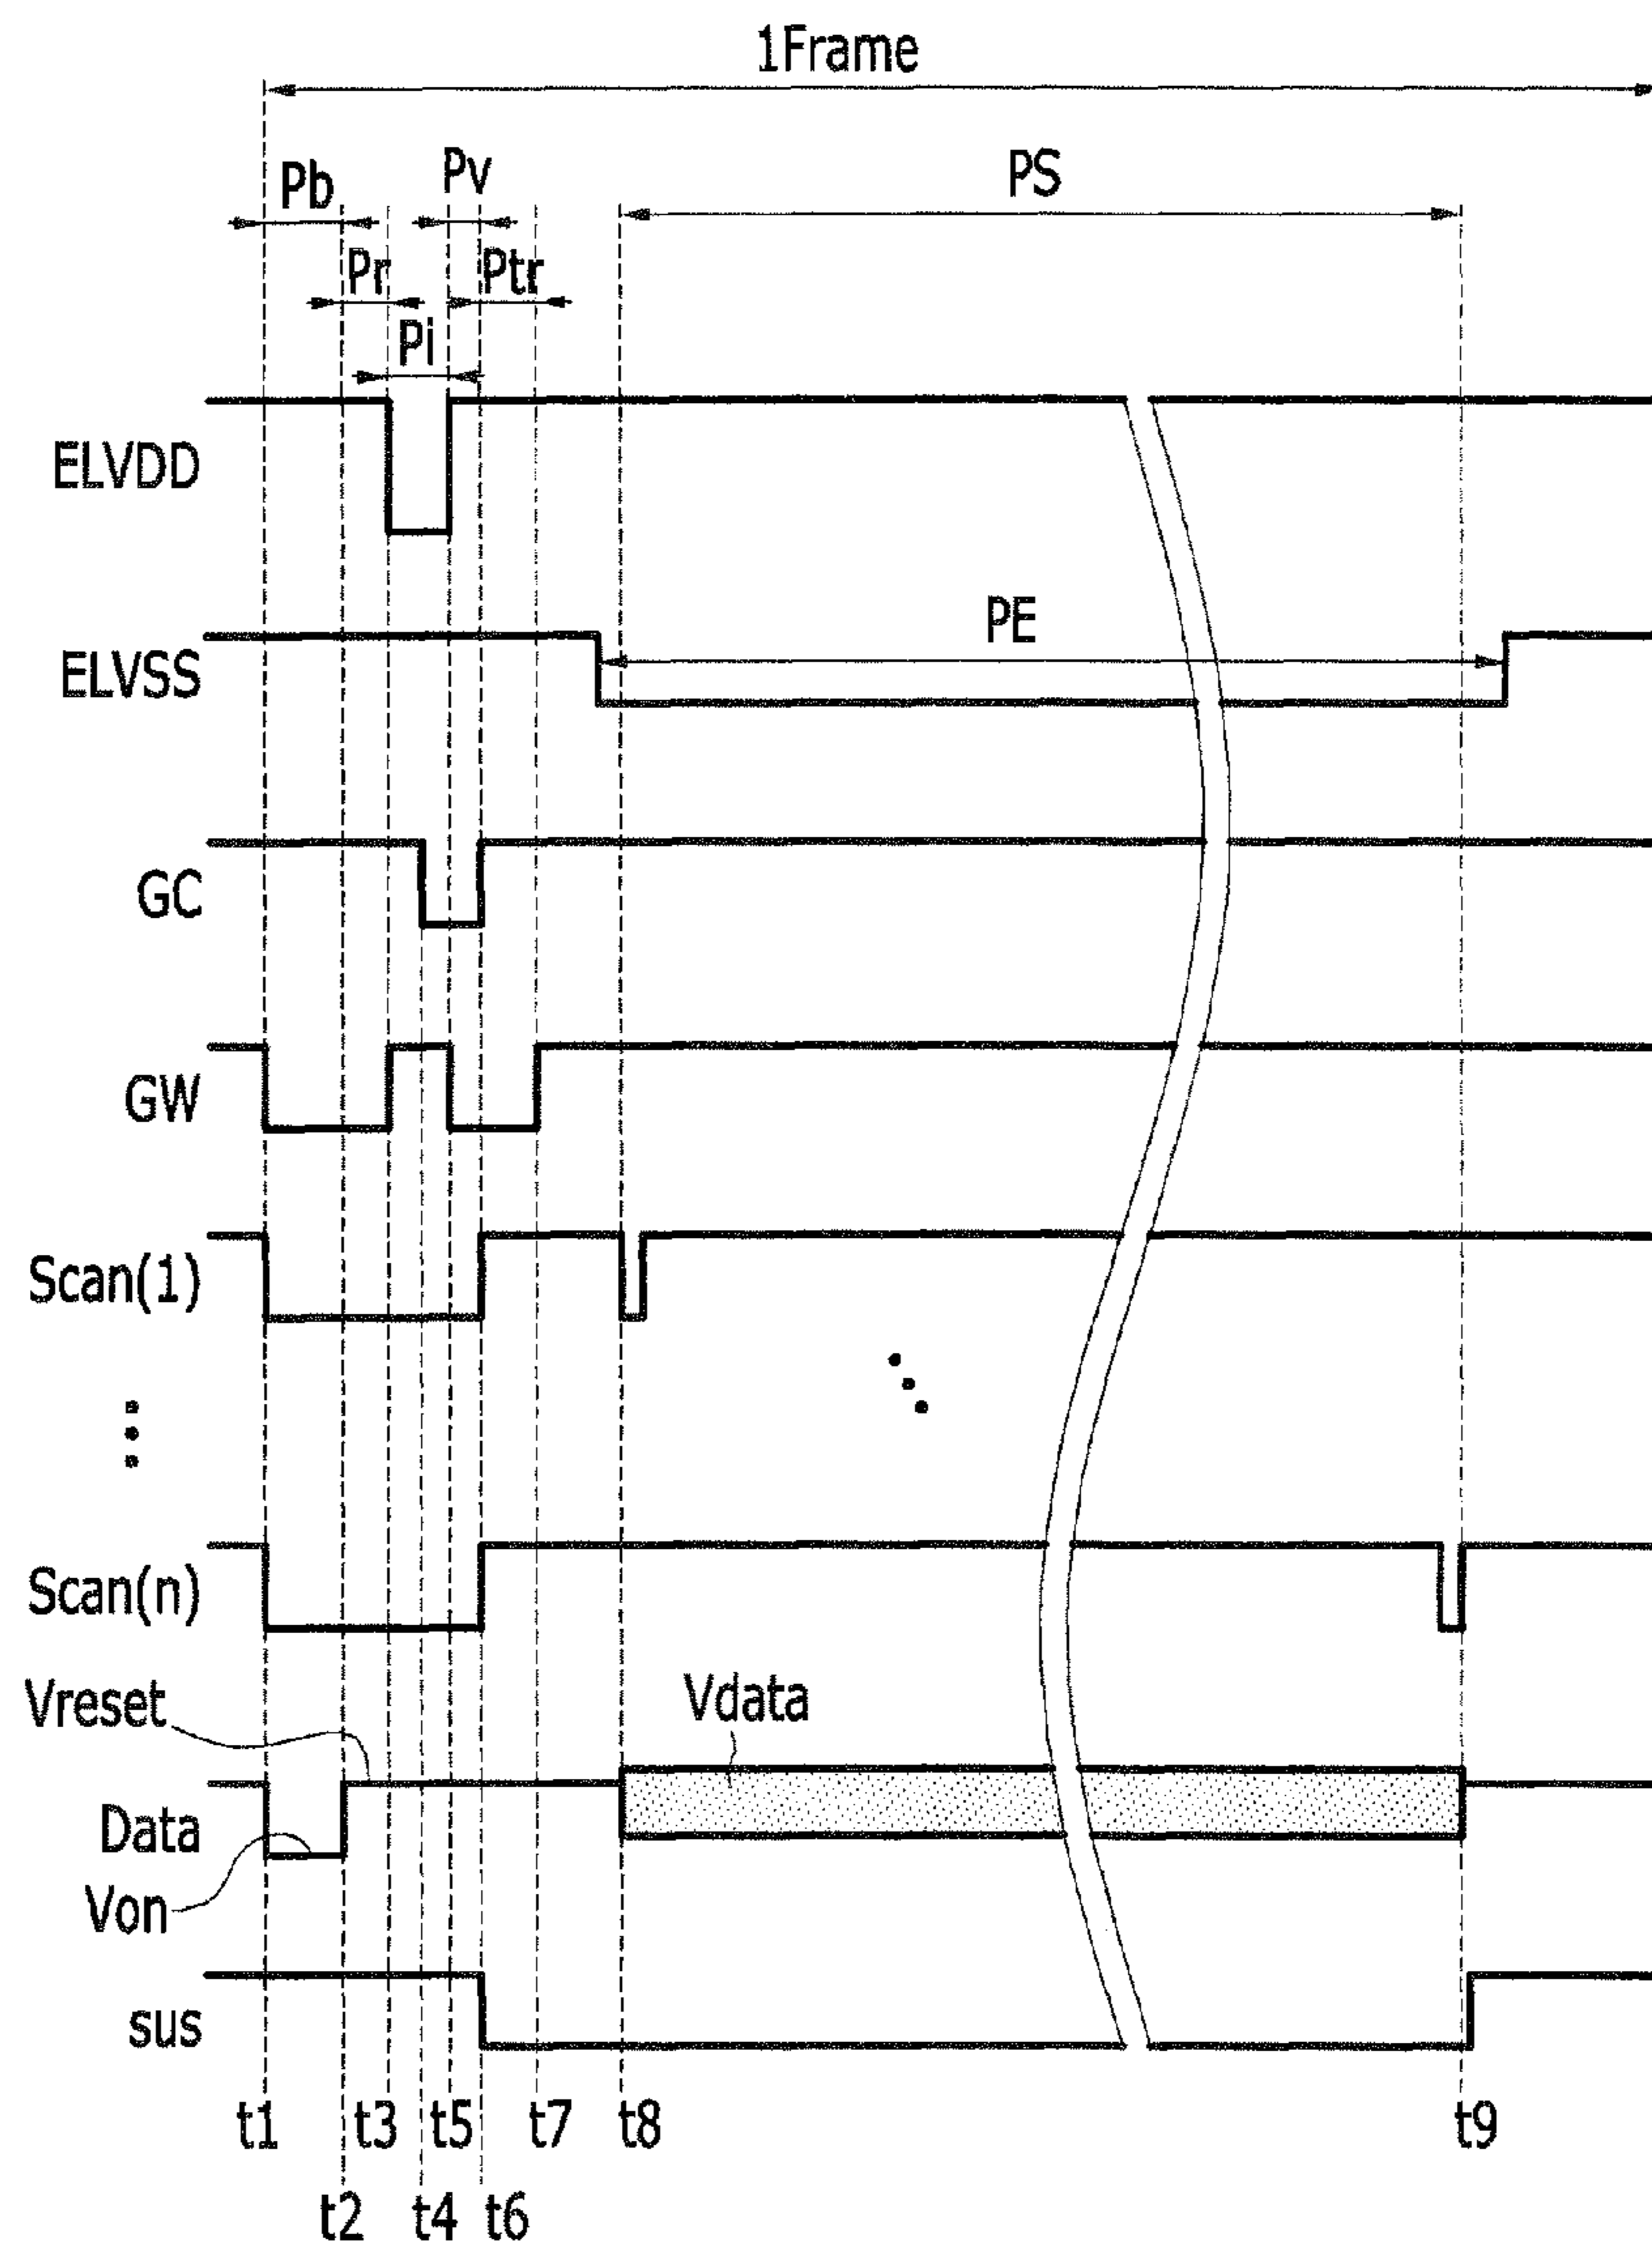 1Frame
Pb
Pv
PS
Pr
Ptr
Pi
ELVDD
PE
ELVSS
GC
GW
Scan(1)
Scan(n)
Vreset
Vdata
Data
Von
sus
t1
t3
t5
t7
t8
t9
t2
t4
t6